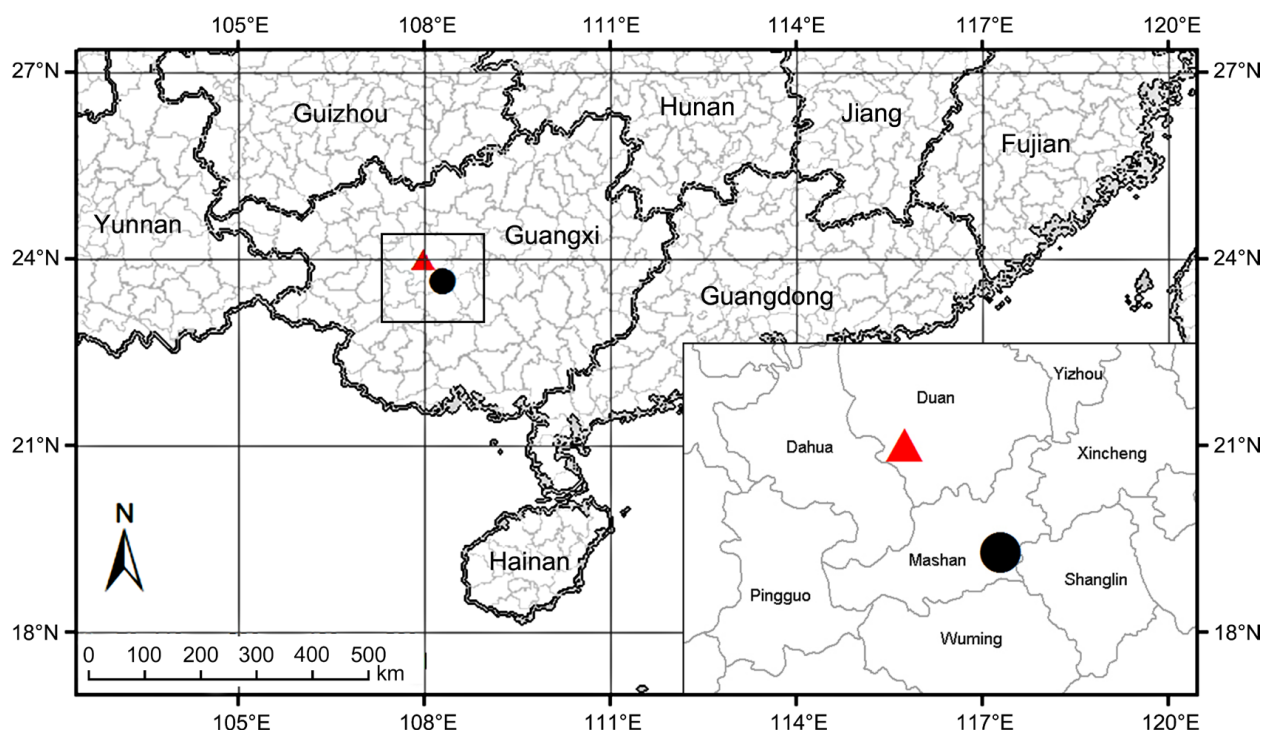 105°E 108°E 111°E 114°E 117°E 120°E
27°N 27°N
Guizhou Hunan Jiang
Fujian
Yunnan Guangxi
24°N 24°N
Guangdong
Yizhou
Duan
21°N Dahua Xincheng 21°N
N
Hainan Mashan
Shanglin
Pingguo
18°N Wuming 18°N
0 100 200 300 400 500
km
105°E 108°E 111°E 114°E 117°E 120°E